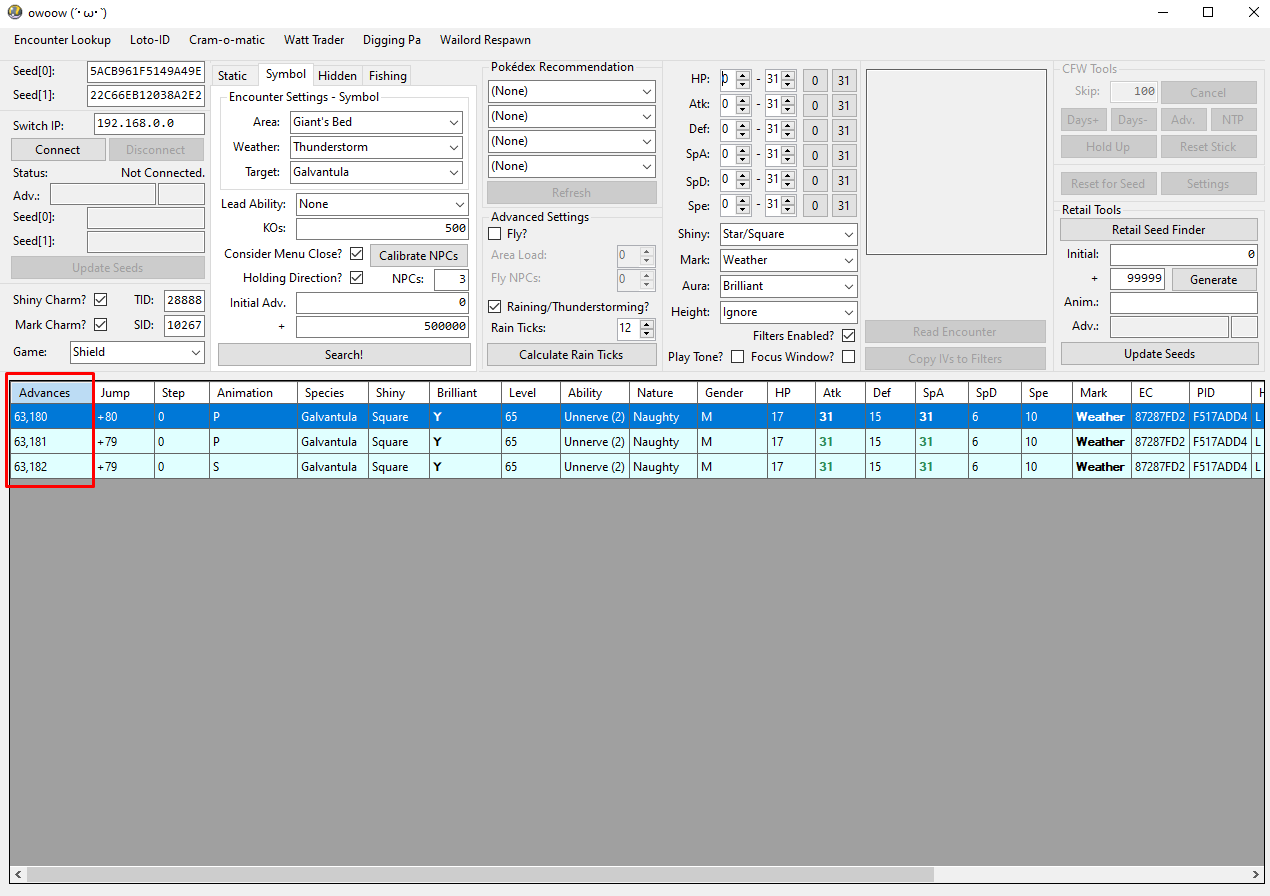 owoow (´･ω･`)
Encounter Lookup Loto-ID Cram-o-matic Watt Trader Digging Pa Wailord Respawn
Seed[0]: 5ACB961F5149A49E
Seed[1]: 22C66EB12038A2E2
Switch IP: 192.168.0.0
Connect Disconnect
Status: Not Connected.
Adv.:
Seed[0]:
Seed[1]:
Update Seeds
Shiny Charm? TID: 28888
Mark Charm? SID: 10267
Game: Shield
Static Symbol Hidden Fishing
Encounter Settings - Symbol
Area: Giant's Bed
Weather: Thunderstorm
Target: Galvantula
Lead Ability: None
KOs: 500
Consider Menu Close? Calibrate NPCs
Holding Direction? NPCs: 3
Initial Adv. 0
+ 500000
Search!
Pokédex Recommendation
(None)
(None)
(None)
(None)
Refresh
Advanced Settings
Fly?
Area Load: 0
Fly NPCs: 0
Raining/Thunderstorming?
Rain Ticks: 12
Calculate Rain Ticks
HP: 0 - 31 0 31
Atk: 0 - 31 0 31
Def: 0 - 31 0 31
SpA: 0 - 31 0 31
SpD: 0 - 31 0 31
Spe: 0 - 31 0 31
Shiny: Star/Square
Mark: Weather
Aura: Brilliant
Height: Ignore
Filters Enabled?
Play Tone? Focus Window?
Read Encounter
Copy IVs to Filters
CFW Tools
Skip: 100 Cancel
Days+ Days- Adv. NTP
Hold Up Reset Stick
Reset for Seed Settings
Retail Tools
Retail Seed Finder
Initial: 0
+ 99999 Generate
Anim.:
Adv.:
Update Seeds
Advances Jump Step Animation Species Shiny Brilliant Level Ability Nature Gender HP Atk Def SpA SpD Spe Mark EC PID H
63,180 +80 0 P Galvantula Square Y 65 Unnerve (2) Naughty M 17 31 15 31 6 10 Weather 87287FD2 F517ADD4 L
63,181 +79 0 P Galvantula Square Y 65 Unnerve (2) Naughty M 17 31 15 31 6 10 Weather 87287FD2 F517ADD4 L
63,182 +79 0 S Galvantula Square Y 65 Unnerve (2) Naughty M 17 31 15 31 6 10 Weather 87287FD2 F517ADD4 L